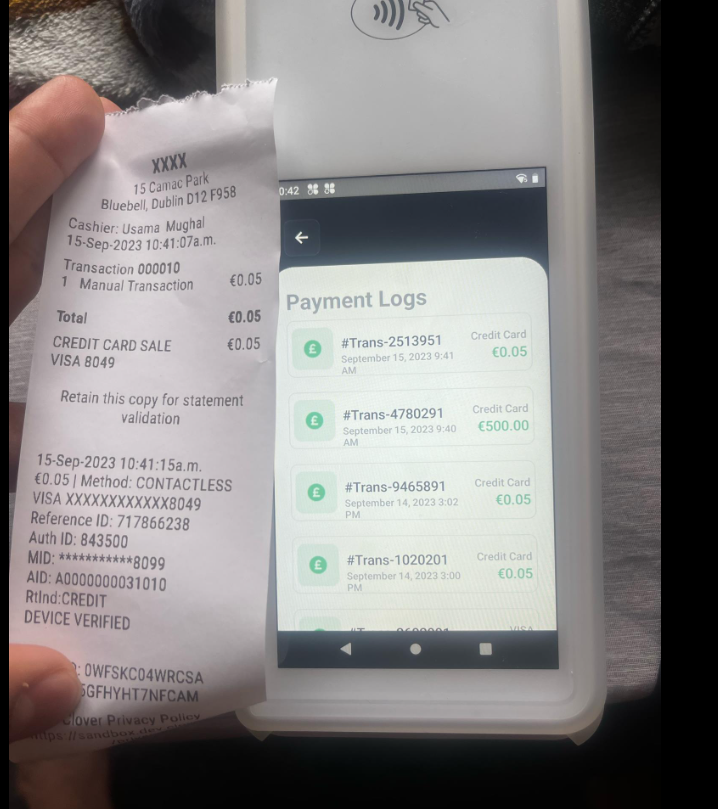 XXXX
15 Camac Park
Bluebell, Dublin D12 F958
Cashier: Usama Mughal
15-Sep-2023 10:41:07a.m.
Transaction 000010
1 Manual Transaction €0.05
Total €0.05
CREDIT CARD SALE €0.05
VISA 8049
Retain this copy for statement
validation
15-Sep-2023 10:41:15a.m.
€0.05 | Method: CONTACTLESS
VISA XXXXXXXXXXXX8049
Reference ID: 717866238
Auth ID: 843500
MID: ***********8099
AID: A0000000031010
RtInd:CREDIT
DEVICE VERIFIED
: 0WFSKC04WRCSA
GFHYHT7NFCAM
Clover Privacy Policy
0:42
Payment Logs
#Trans-2513951 Credit Card
September 15, 2023 9:41 €0.05
AM
#Trans-4780291 Credit Card
September 15, 2023 9:40 €500.00
AM
#Trans-9465891 Credit Card
September 14, 2023 3:02 €0.05
PM
#Trans-1020201 Credit Card
September 14, 2023 3:00 €0.05
PM
VISA